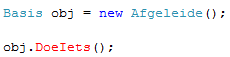 Basis obj = new Afgeleide();
obj.DoeIets();